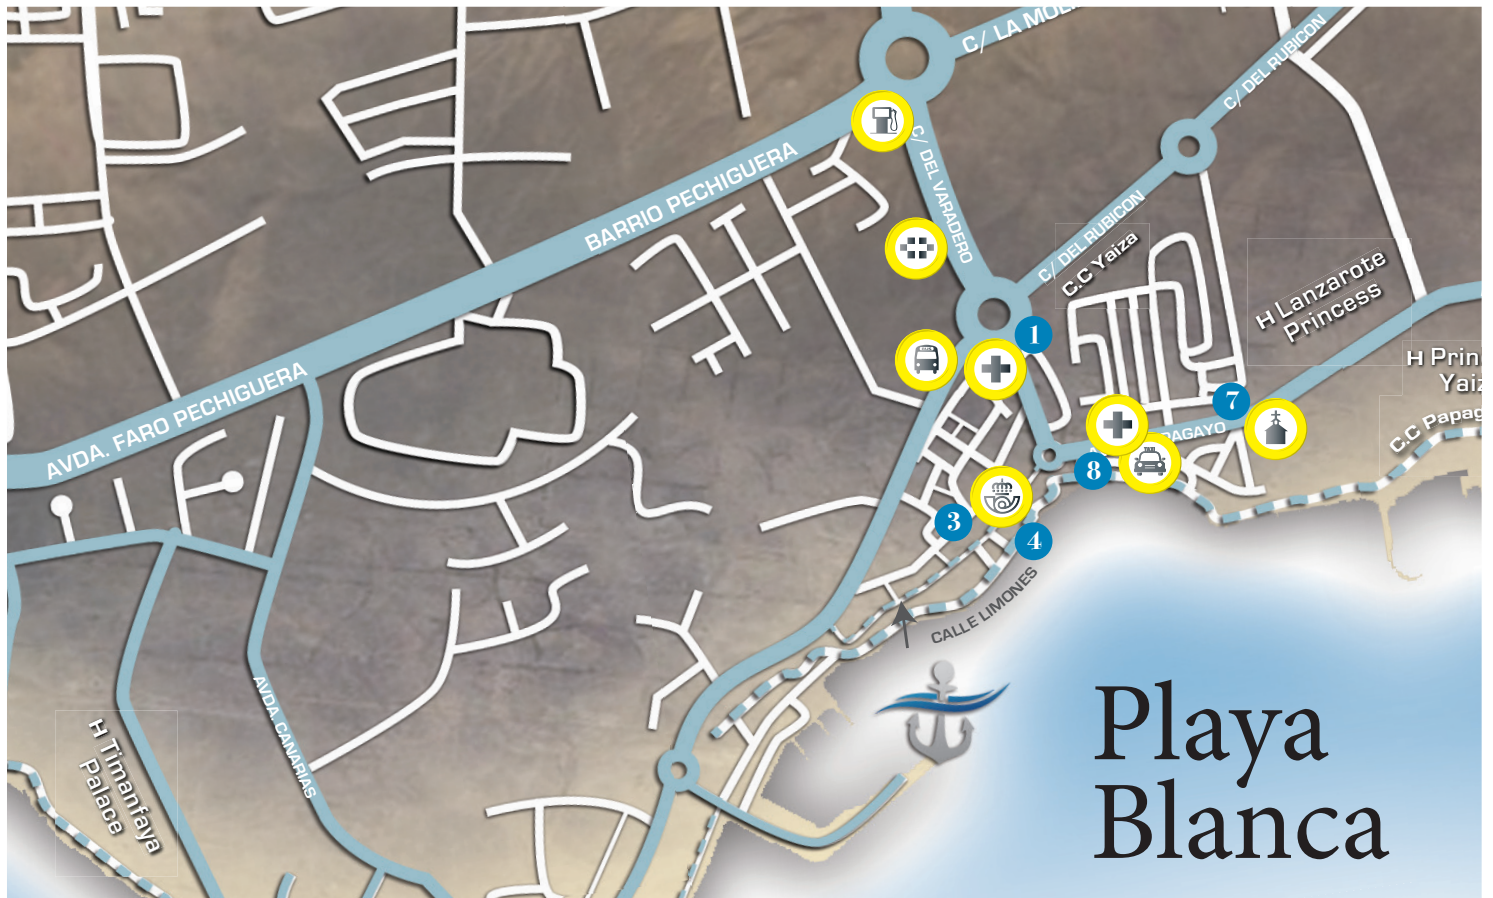 C/ LA MOL
C/ DEL RUBICON
C/ DEL VARADERO
BARRIO PECHIGUERA
C/ DEL RUBICON
C.C Yaiza
H Lanzarote
Princess
1
H Prin
Yaiz
C.C Papag
AVDA. FARO PECHIGUERA
7
PAGAYO
TAXI
8
3
4
CALLE LIMONES
AVDA. CANARIAS
H Timanfaya
Palace
Playa
Blanca